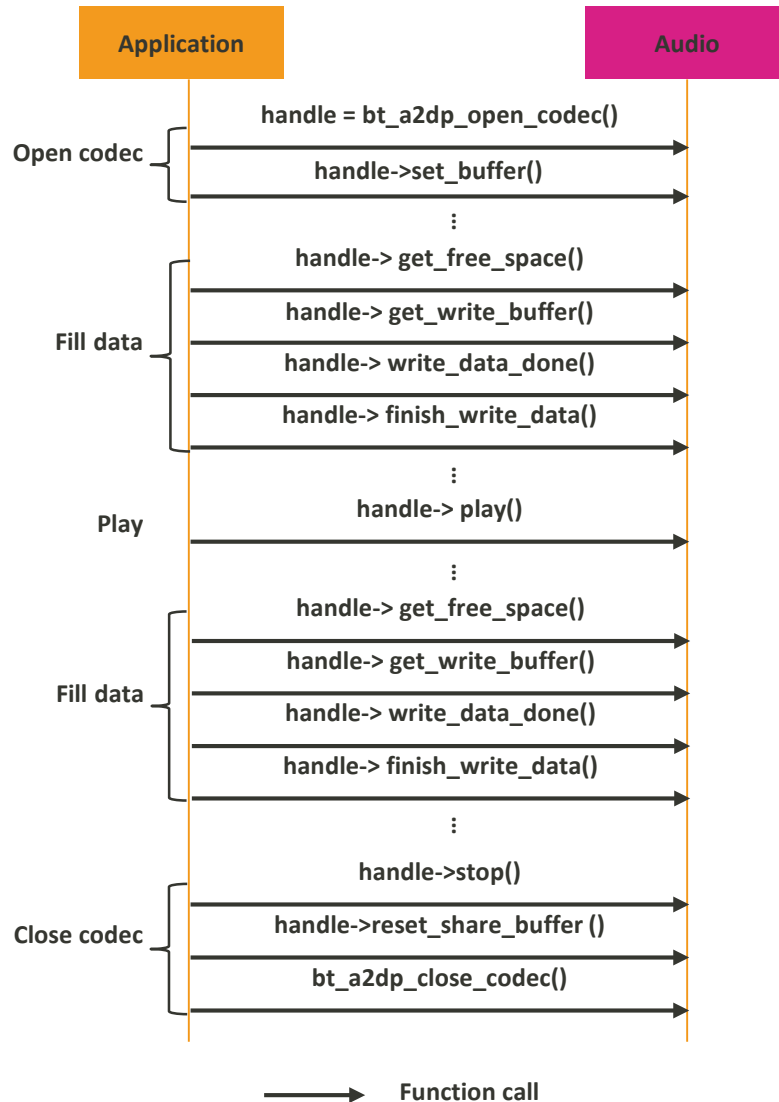 Application
Audio
handle = bt_a2dp_open_codec()
Open codec
handle->set_buffer()
...
handle-> get_free_space()
handle-> get_write_buffer()
Fill data
handle-> write_data_done()
handle-> finish_write_data()
...
handle-> play()
Play
...
handle-> get_free_space()
handle-> get_write_buffer()
Fill data
handle-> write_data_done()
handle-> finish_write_data()
...
handle->stop()
handle->reset_share_buffer ()
Close codec
bt_a2dp_close_codec()
Function call